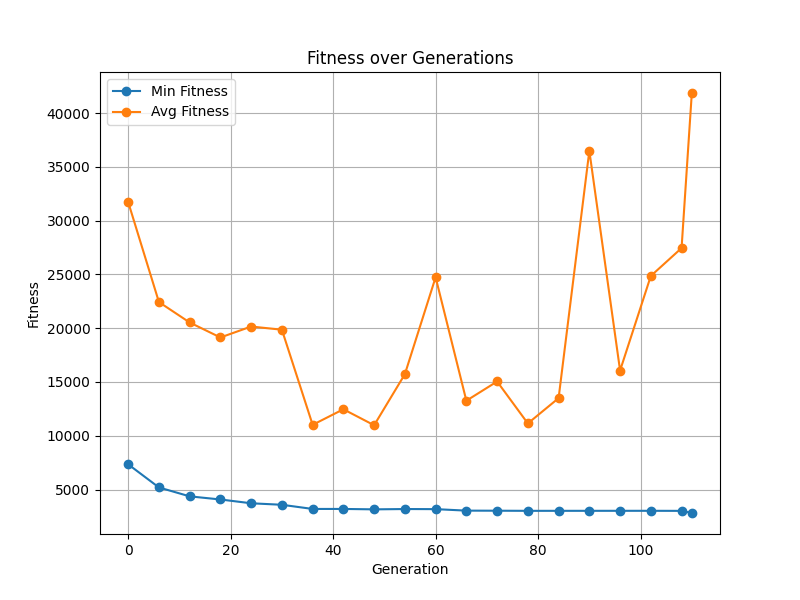 Fitness over Generations
Min Fitness
Avg Fitness
40000
35000
30000
25000
20000
15000
10000
5000
Fitness
0 20 40 60 80 100
Generation